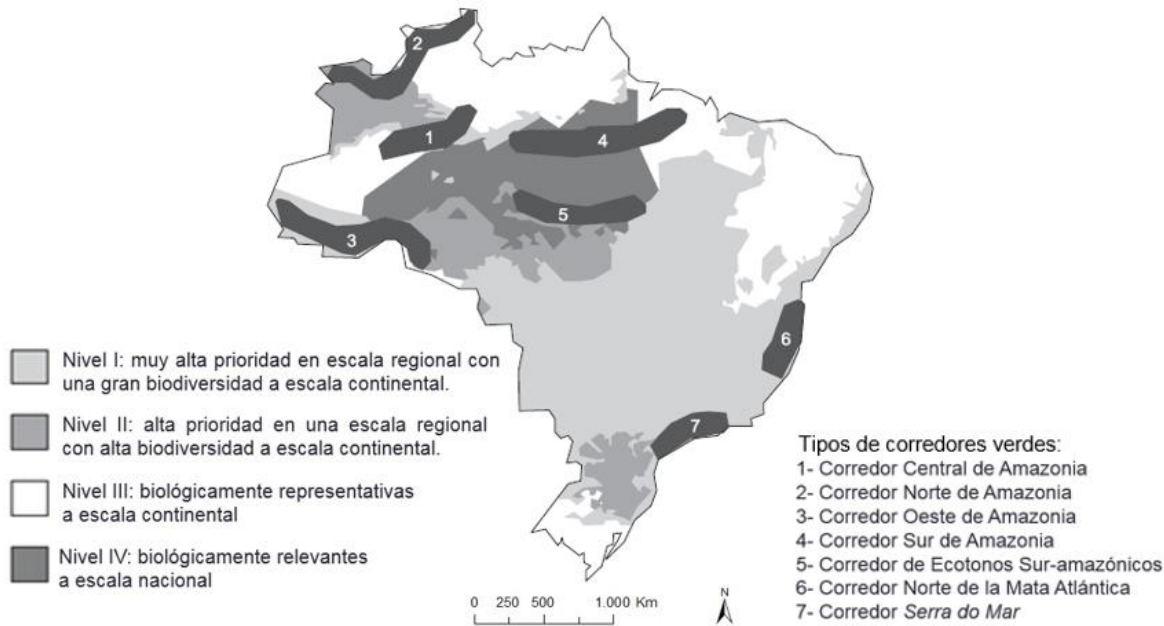 2
1
4
5
3
6
7
Nivel I: muy alta prioridad en escala regional con
una gran biodiversidad a escala continental.
Nivel II: alta prioridad en una escala regional
con alta biodiversidad a escala continental.
Nivel III: biológicamente representativas
a escala continental
Nivel IV: biológicamente relevantes
a escala nacional
0 250 500 1.000 Km
N
Tipos de corredores verdes:
1- Corredor Central de Amazonia
2- Corredor Norte de Amazonia
3- Corredor Oeste de Amazonia
4- Corredor Sur de Amazonia
5- Corredor de Ecotonos Sur-amazónicos
6- Corredor Norte de la Mata Atlántica
7- Corredor Serra do Mar